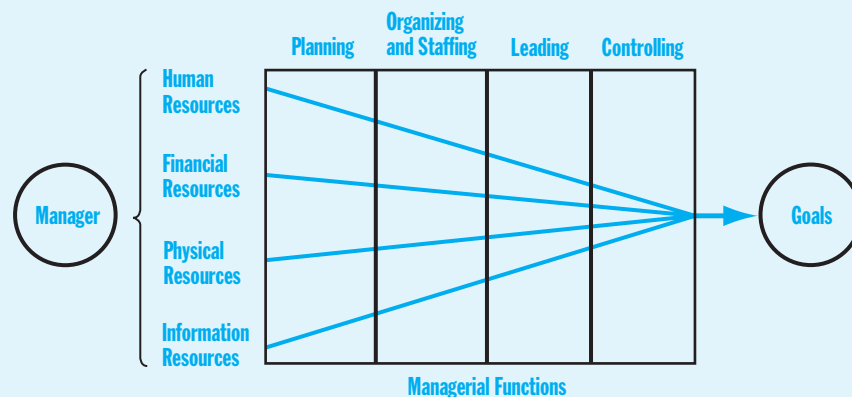 Planning
Organizing
and Staffing
Leading
Controlling
Human
Resources
Financial
Resources
Manager
Goals
Physical
Resources
Information
Resources
Managerial Functions